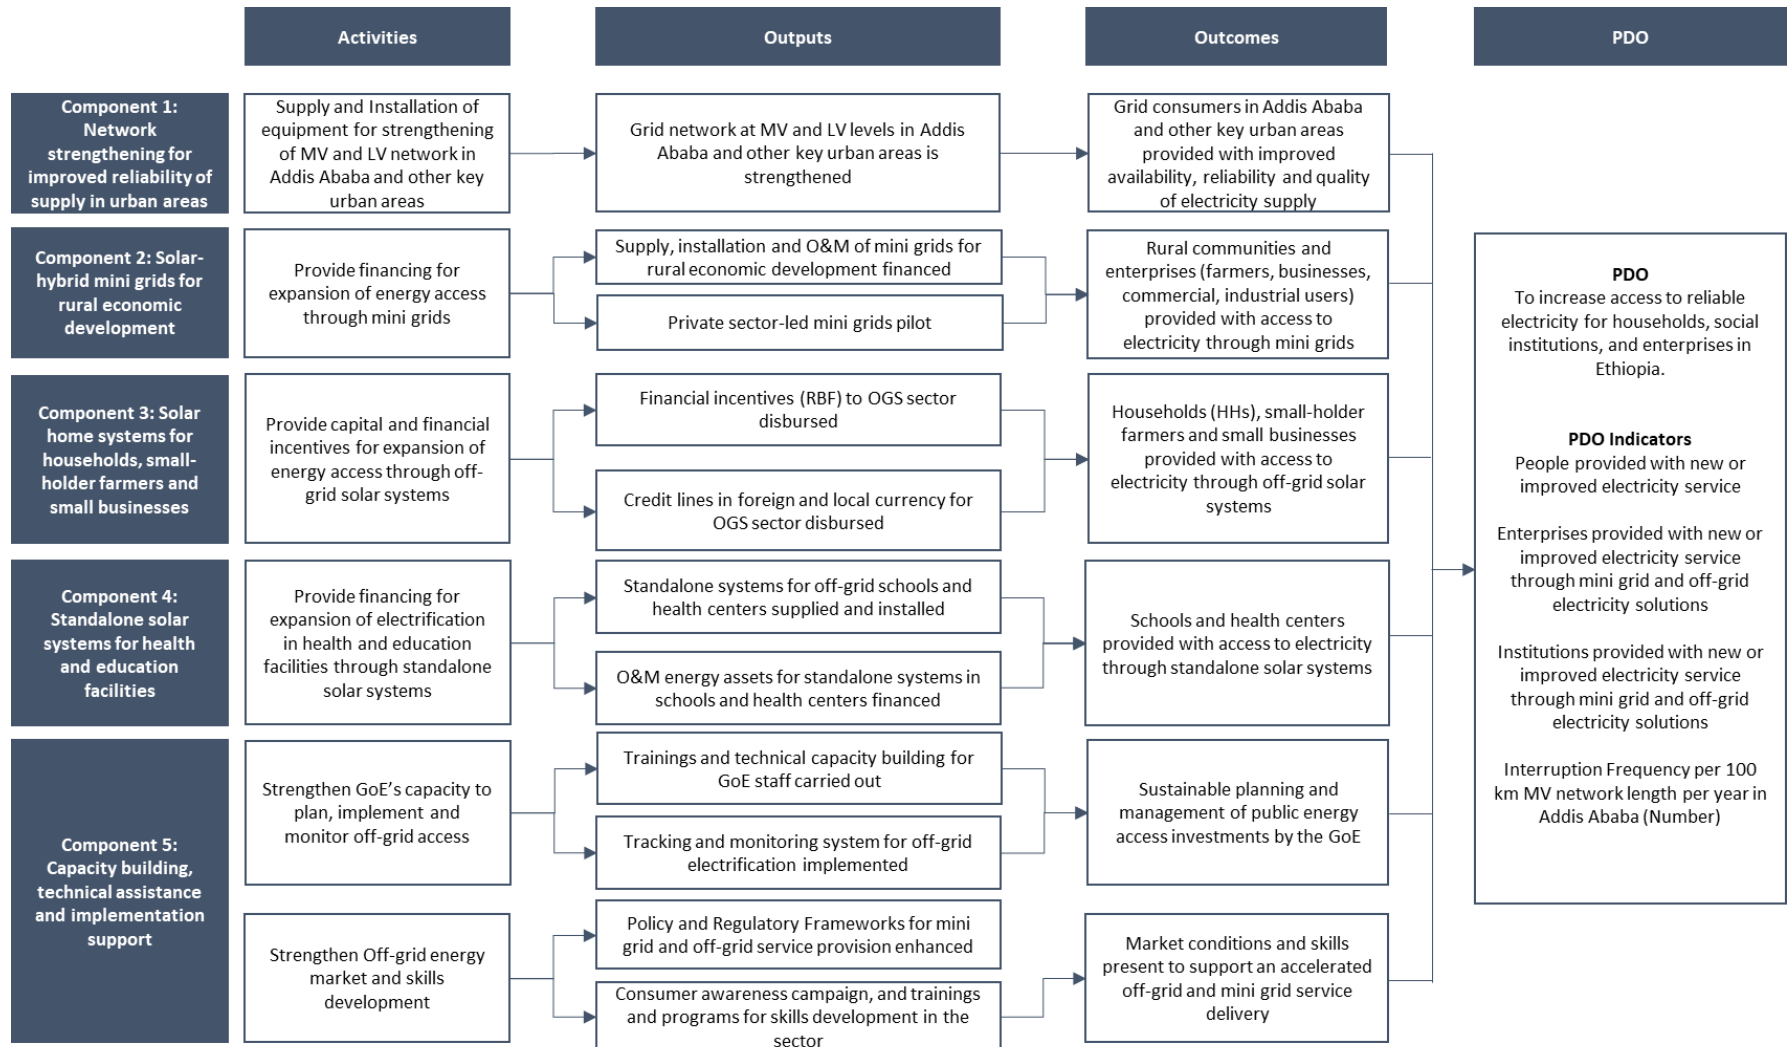 Activities
Outputs
Outcomes
PDO
Component 1:
Network
strengthening for
improved reliability of
supply in urban areas
Supply and Installation of
equipment for strengthening
of MV and LV network in
Addis Ababa and other key
urban areas
Grid network at MV and LV levels in Addis
Ababa and other key urban areas is
strengthened
Grid consumers in Addis Ababa
and other key urban areas
provided with improved
availability, reliability and quality
of electricity supply
Component 2: Solar-
hybrid mini grids for
rural economic
development
Provide financing for
expansion of energy access
through mini grids
Supply, installation and O&M of mini grids for
rural economic development financed
Private sector-led mini grids pilot
Rural communities and
enterprises (farmers, businesses,
commercial, industrial users)
provided with access to
electricity through mini grids
Component 3: Solar
home systems for
households, small-
holder farmers and
small businesses
Provide capital and financial
incentives for expansion of
energy access through off-
grid solar systems
Financial incentives (RBF) to OGS sector
disbursed
Credit lines in foreign and local currency for
OGS sector disbursed
Households (HHs), small-holder
farmers and small businesses
provided with access to
electricity through off-grid solar
systems
Component 4:
Standalone solar
systems for health
and education
facilities
Provide financing for
expansion of electrification
in health and education
facilities through standalone
solar systems
Standalone systems for off-grid schools and
health centers supplied and installed
O&M energy assets for standalone systems in
schools and health centers financed
Schools and health centers
provided with access to electricity
through standalone solar systems
Component 5:
Capacity building,
technical assistance
and implementation
support
Strengthen GoE's capacity to
plan, implement and
monitor off-grid access
Trainings and technical capacity building for
GoE staff carried out
Tracking and monitoring system for off-grid
electrification implemented
Sustainable planning and
management of public energy
access investments by the GoE
Strengthen Off-grid energy
market and skills
development
Policy and Regulatory Frameworks for mini
grid and off-grid service provision enhanced
Consumer awareness campaign, and trainings
and programs for skills development in the
sector
Market conditions and skills
present to support an accelerated
off-grid and mini grid service
delivery
PDO
To increase access to reliable
electricity for households, social
institutions, and enterprises in
Ethiopia.
PDO Indicators
People provided with new or
improved electricity service
Enterprises provided with new or
improved electricity service
through mini grid and off-grid
electricity solutions
Institutions provided with new or
improved electricity service
through mini grid and off-grid
electricity solutions
Interruption Frequency per 100
km MV network length per year in
Addis Ababa (Number)